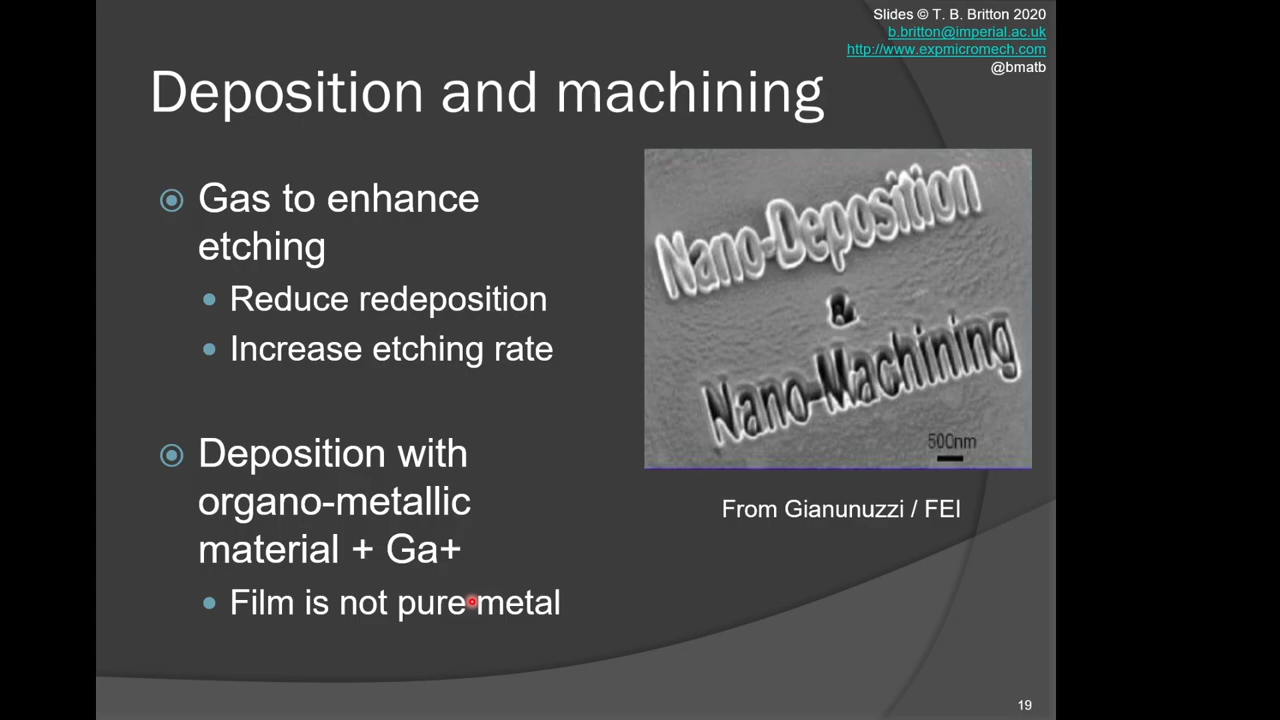 Slides © T. B. Britton 2020
b.britton@imperial.ac.uk
http://www.expmicromech.com
@bmatb
Deposition and machining
Gas to enhance
etching
Reduce redeposition
Increase etching rate
Deposition with
organo-metallic
material + Ga+
Film is not pure metal
Nano-Deposition
&
Nano-Machining
500nm
From Gianunuzzi / FEI
19